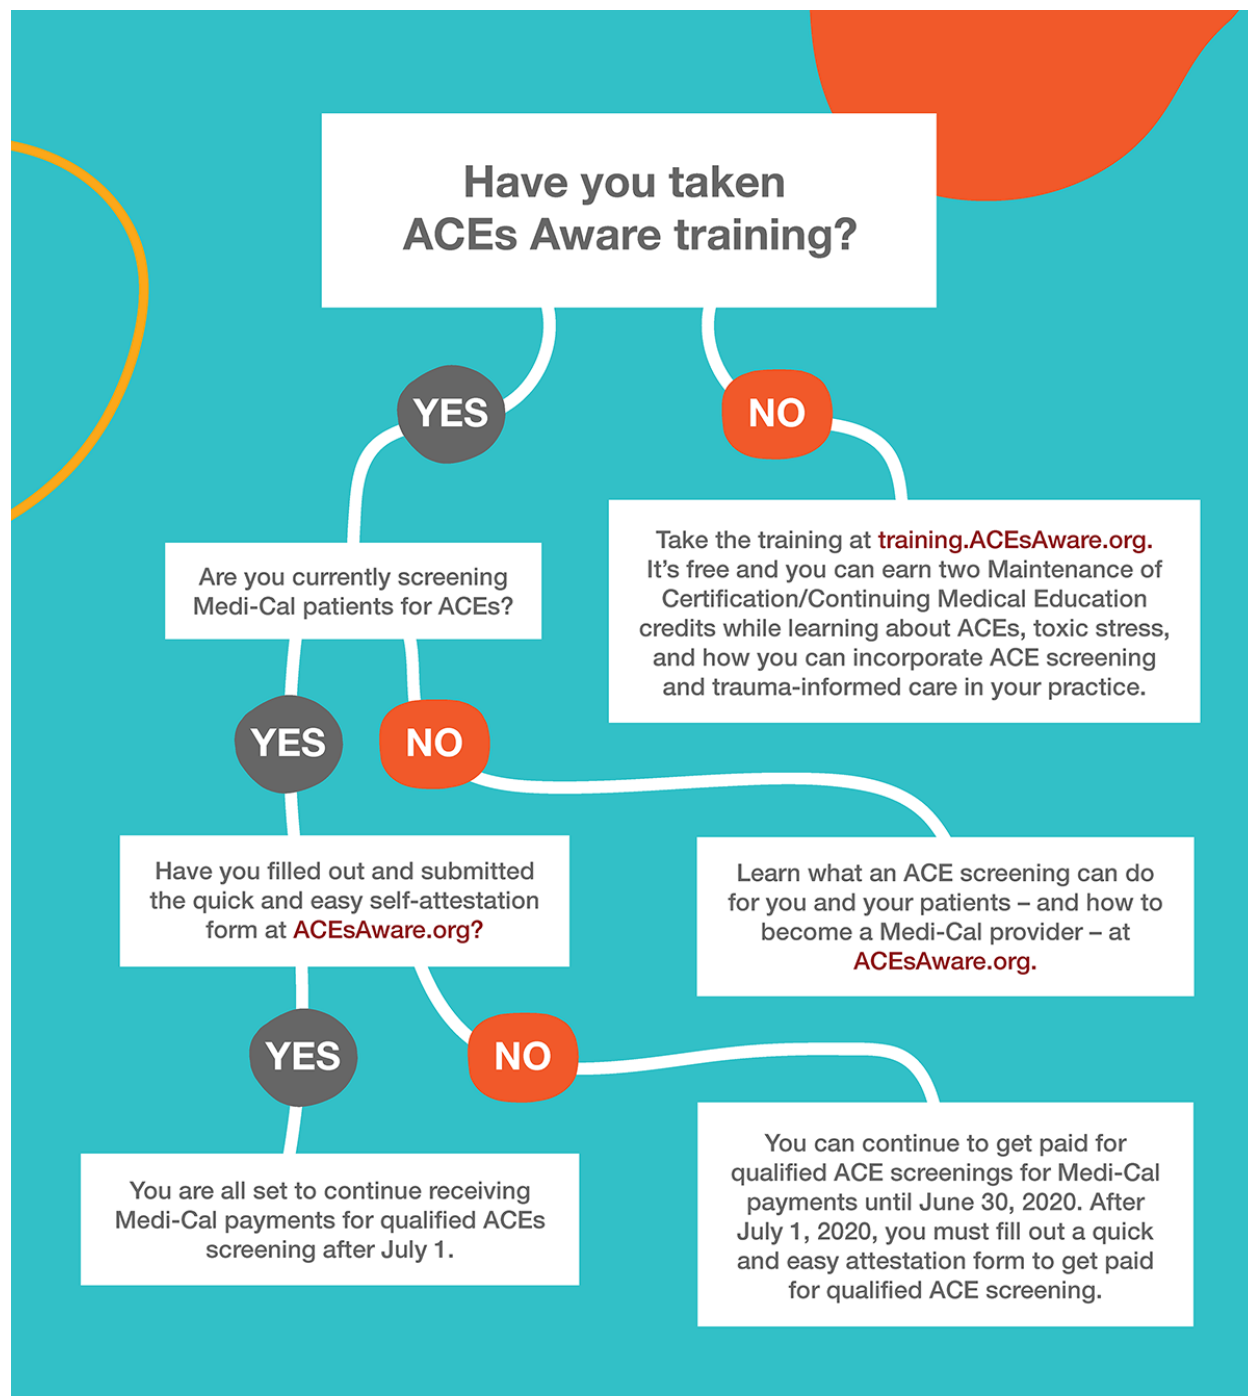 Have you taken
ACEs Aware training?
YES
NO
Take the training at training.ACEsAware.org.
It’s free and you can earn two Maintenance of
Certification/Continuing Medical Education
credits while learning about ACEs, toxic stress,
and how you can incorporate ACE screening
and trauma-informed care in your practice.
Are you currently screening
Medi-Cal patients for ACEs?
YES
NO
Have you filled out and submitted
the quick and easy self-attestation
form at ACEsAware.org?
Learn what an ACE screening can do
for you and your patients – and how to
become a Medi-Cal provider – at
ACEsAware.org.
YES
NO
You are all set to continue receiving
Medi-Cal payments for qualified ACEs
screening after July 1.
You can continue to get paid for
qualified ACE screenings for Medi-Cal
payments until June 30, 2020. After
July 1, 2020, you must fill out a quick
and easy attestation form to get paid
for qualified ACE screening.